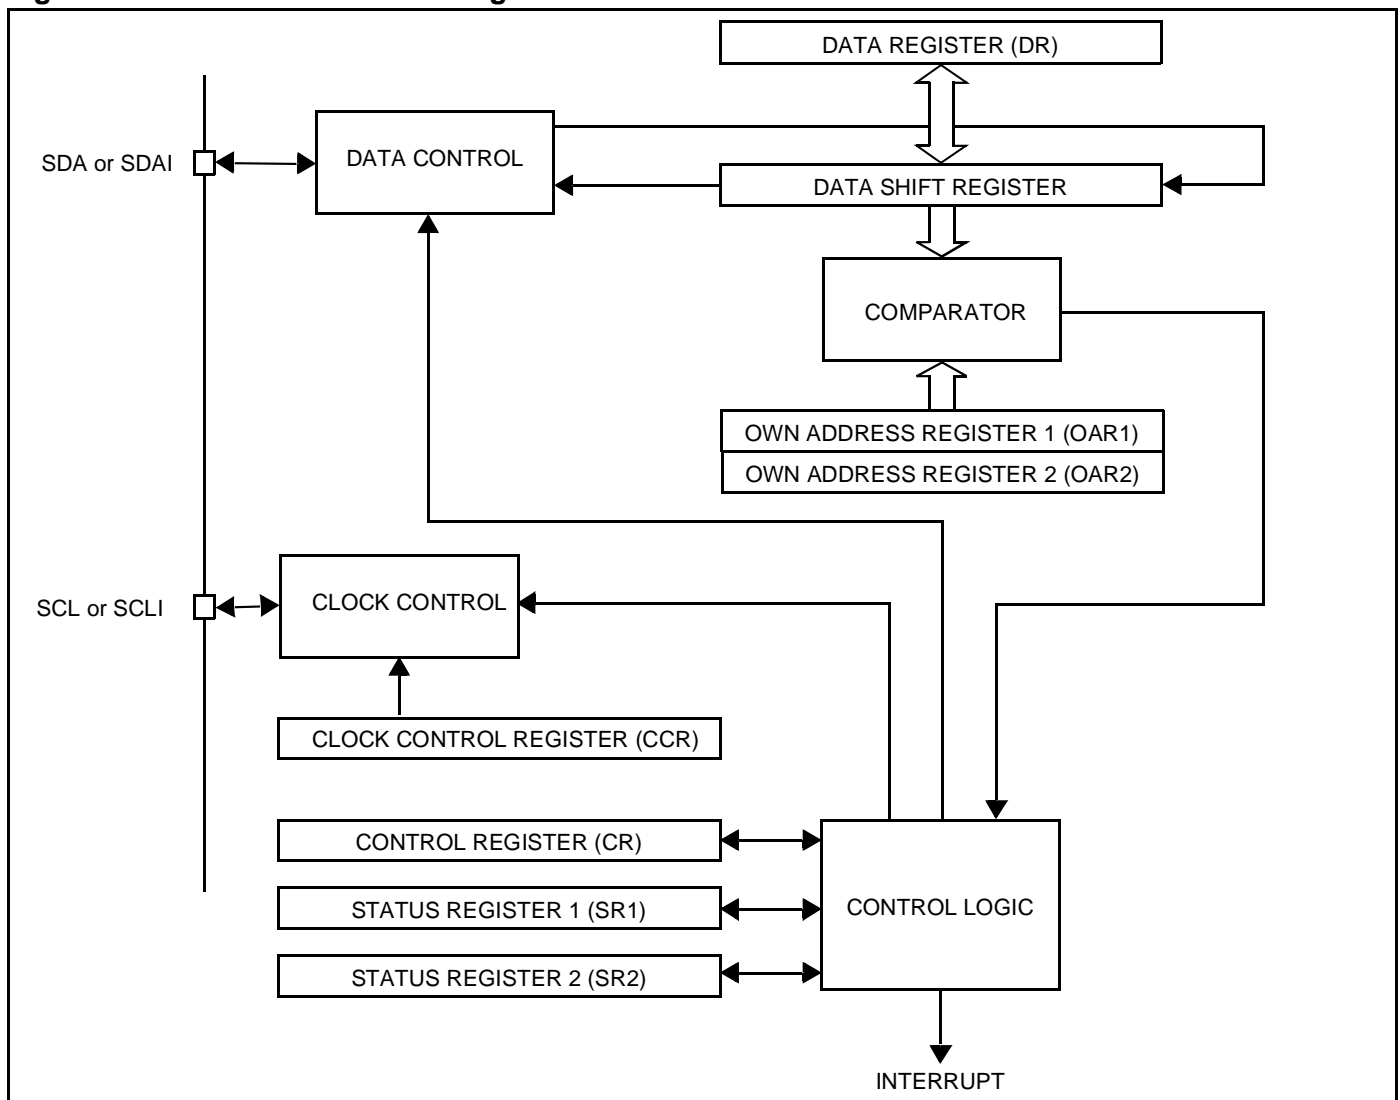 DATA REGISTER (DR)
SDA or SDAI
DATA CONTROL
DATA SHIFT REGISTER
COMPARATOR
OWN ADDRESS REGISTER 1 (OAR1)
OWN ADDRESS REGISTER 2 (OAR2)
SCL or SCLI
CLOCK CONTROL
CLOCK CONTROL REGISTER (CCR)
CONTROL REGISTER (CR)
STATUS REGISTER 1 (SR1)
CONTROL LOGIC
STATUS REGISTER 2 (SR2)
INTERRUPT